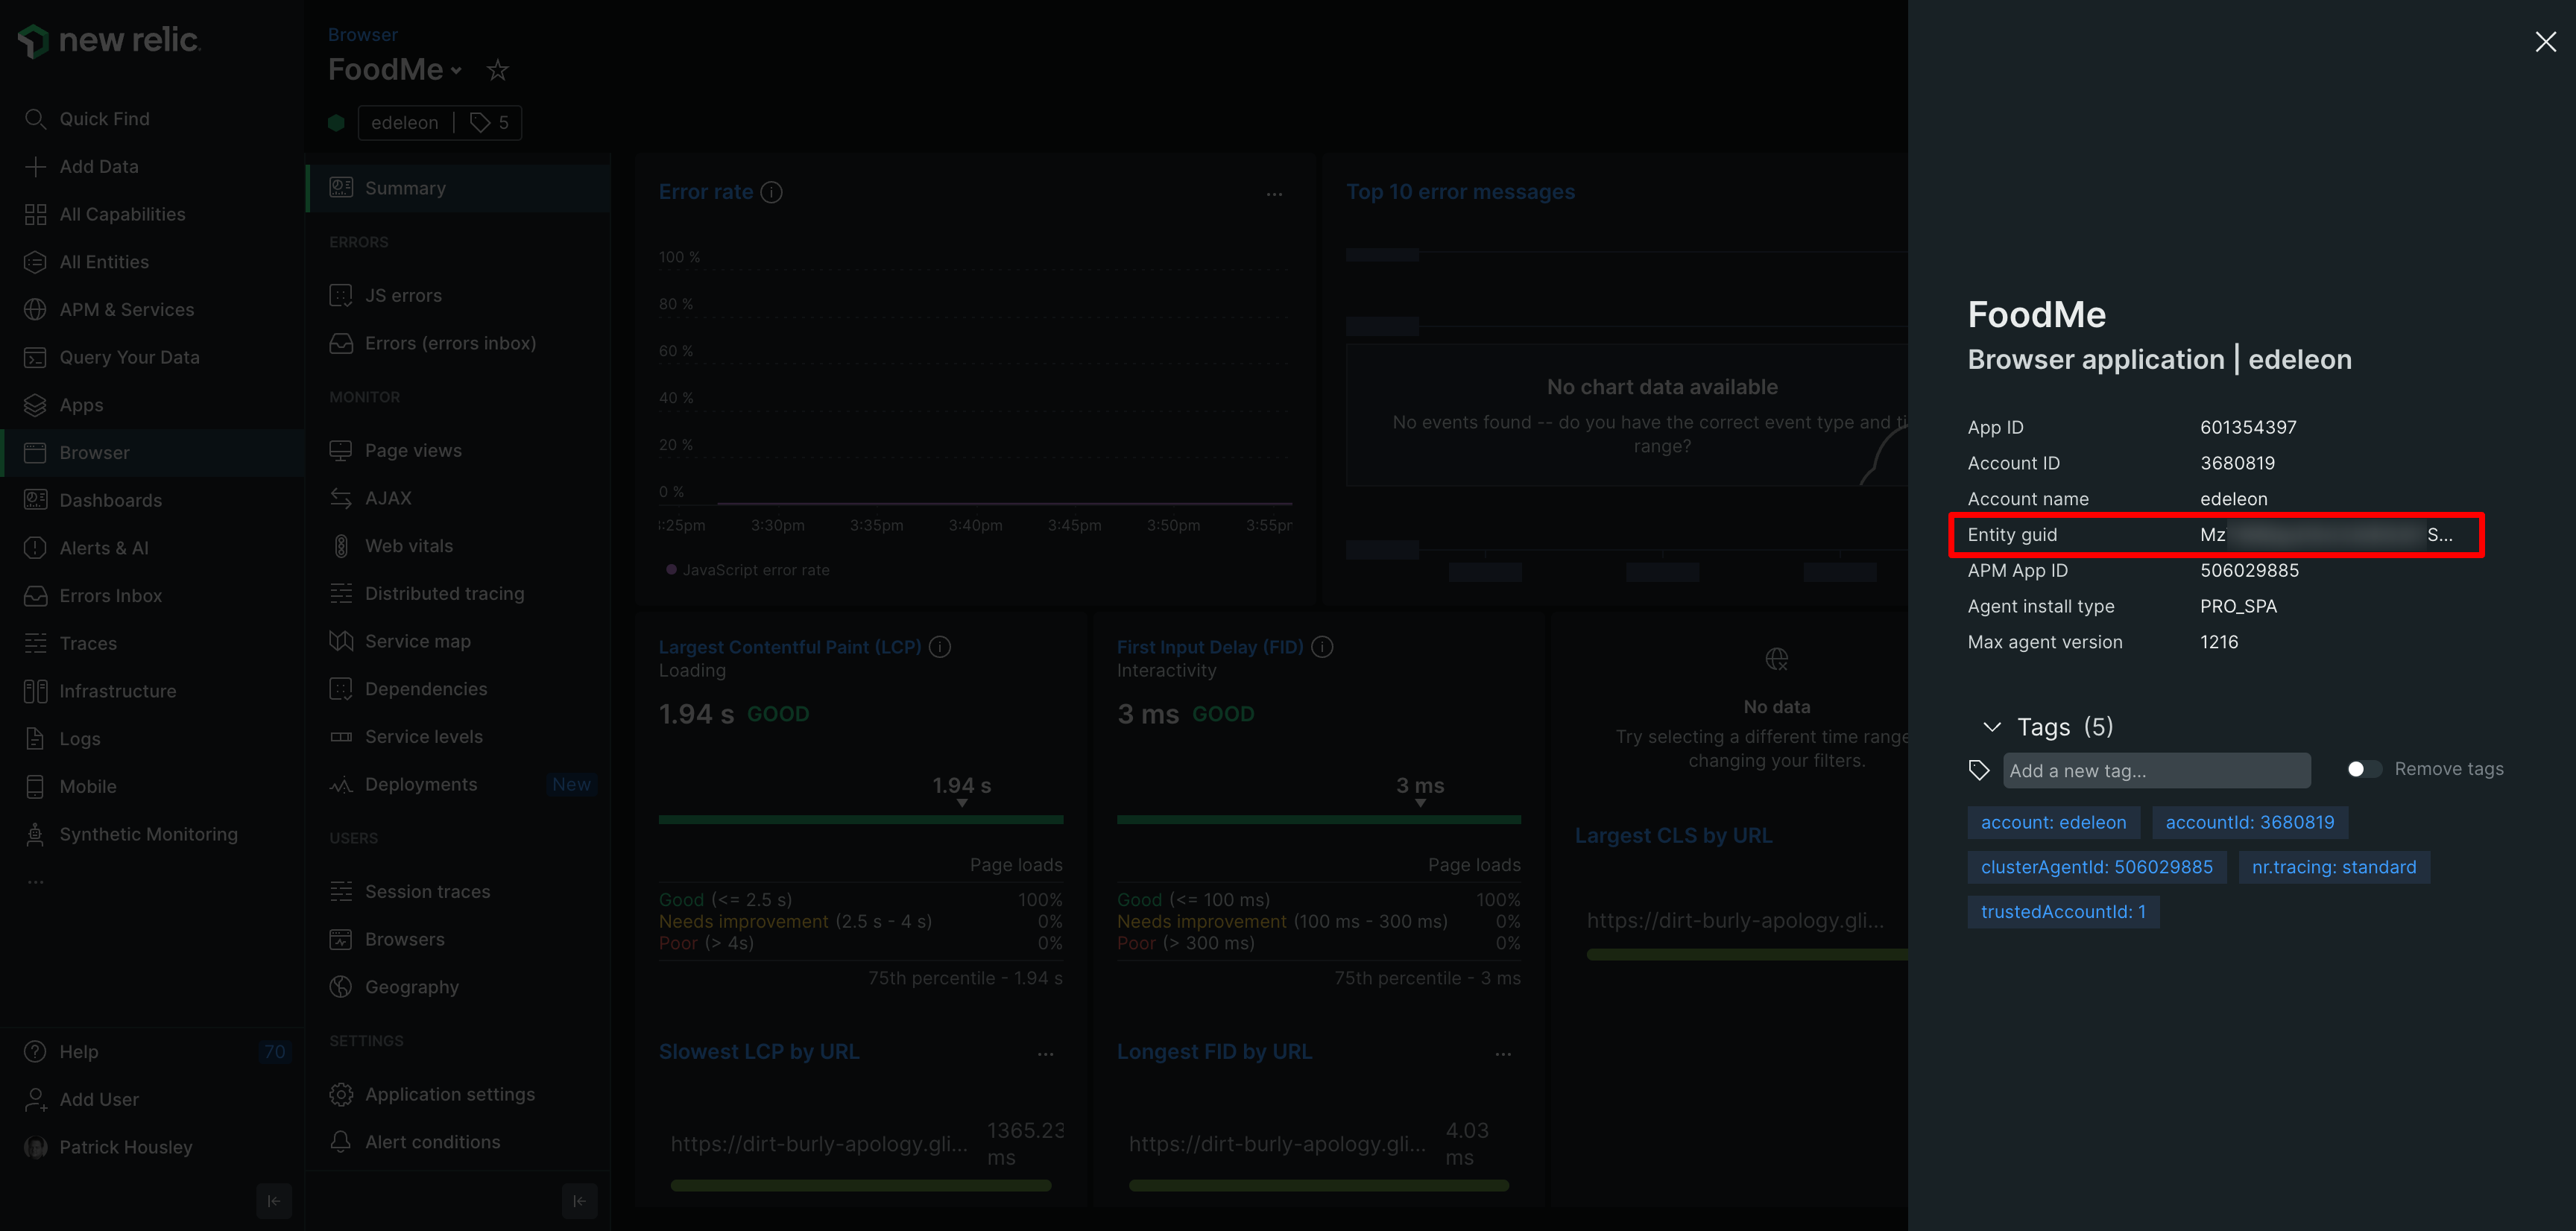 new relic.
Quick Find
Add Data
All Capabilities
All Entities
APM & Services
Query Your Data
Apps
Browser
Dashboards
Alerts & AI
Errors Inbox
Traces
Infrastructure
Logs
Mobile
Synthetic Monitoring
...
Help 70
Add User
Patrick Housley
Browser
FoodMe
edeleon | 5
Summary
ERRORS
JS errors
Errors (errors inbox)
MONITOR
Page views
AJAX
Web vitals
Distributed tracing
Service map
Dependencies
Service levels
Deployments New
USERS
Session traces
Browsers
Geography
SETTINGS
Application settings
Alert conditions
Error rate
...
100 %
80 %
60 %
40 %
20 %
0 %
:25pm 3:30pm 3:35pm 3:40pm 3:45pm 3:50pm 3:55pr
JavaScript error rate
Top 10 error messages
No chart data available
No events found -- do you have the correct event type and ti
range?
Largest Contentful Paint (LCP)
Loading
1.94 s GOOD
1.94 s
Page loads
Good (<= 2.5 s) 100%
Needs improvement (2.5 s - 4 s) 0%
Poor (> 4s) 0%
75th percentile - 1.94 s
Slowest LCP by URL ...
https://dirt-burly-apology.gli... 1365.23
ms
First Input Delay (FID)
Interactivity
3 ms GOOD
3 ms
Page loads
Good (<= 100 ms) 100%
Needs improvement (100 ms - 300 ms) 0%
Poor (> 300 ms) 0%
75th percentile - 3 ms
Longest FID by URL ...
https://dirt-burly-apology.gli... 4.03
ms
No data
Try selecting a different time range
changing your filters.
Largest CLS by URL
https://dirt-burly-apology.gli...
FoodMe
Browser application | edeleon
App ID 601354397
Account ID 3680819
Account name edeleon
Entity guid Mz S...
APM App ID 506029885
Agent install type PRO_SPA
Max agent version 1216
Tags (5)
Add a new tag... Remove tags
account: edeleon accountId: 3680819
clusterAgentId: 506029885 nr.tracing: standard
trustedAccountId: 1